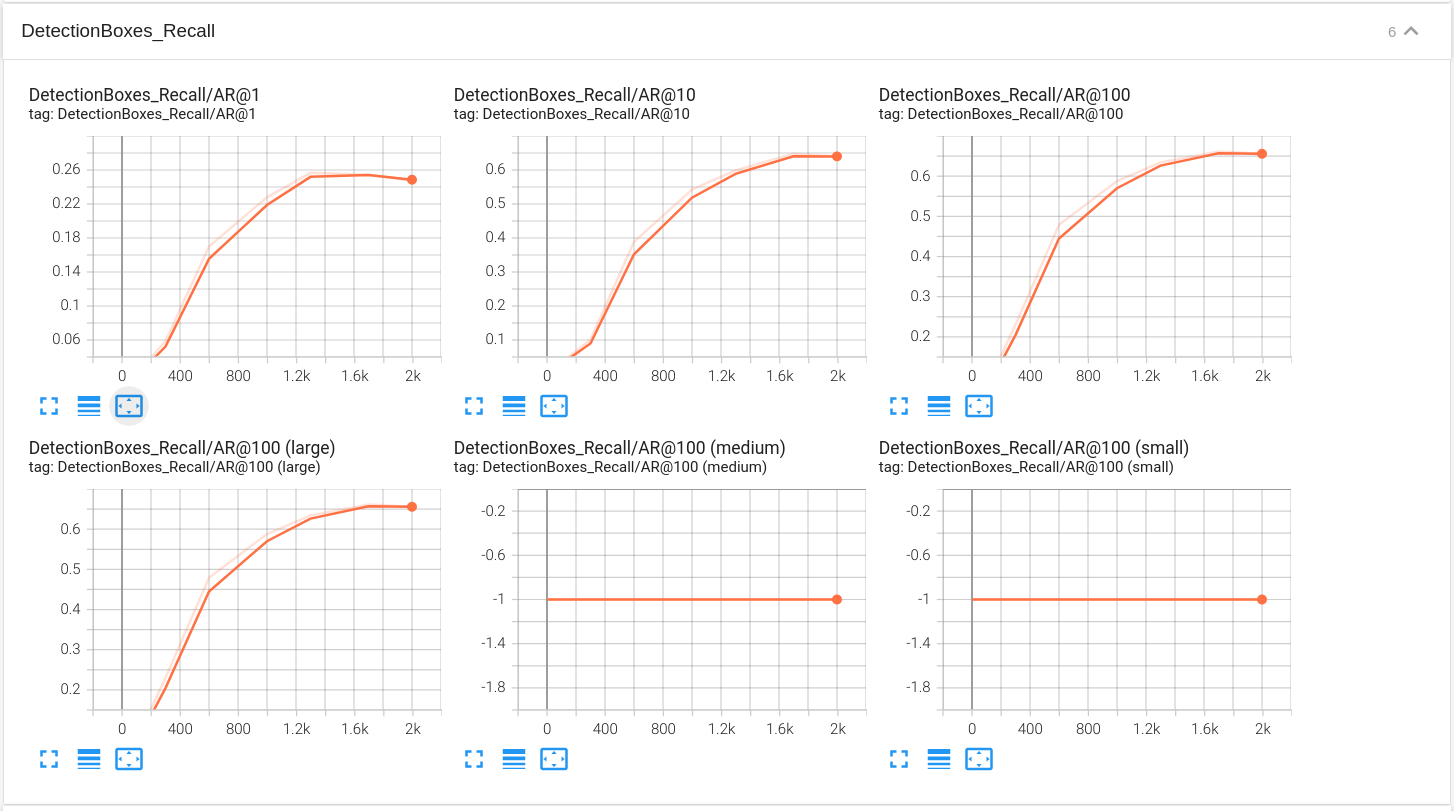 DetectionBoxes_Recall
6
DetectionBoxes_Recall/AR@1
tag: DetectionBoxes_Recall/AR@1
0.26
0.22
0.18
0.14
0.1
0.06
0 400 800 1.2k 1.6k 2k
DetectionBoxes_Recall/AR@10
tag: DetectionBoxes_Recall/AR@10
0.6
0.5
0.4
0.3
0.2
0.1
0 400 800 1.2k 1.6k 2k
DetectionBoxes_Recall/AR@100
tag: DetectionBoxes_Recall/AR@100
0.6
0.5
0.4
0.3
0.2
0 400 800 1.2k 1.6k 2k
DetectionBoxes_Recall/AR@100 (large)
tag: DetectionBoxes_Recall/AR@100 (large)
0.6
0.5
0.4
0.3
0.2
0 400 800 1.2k 1.6k 2k
DetectionBoxes_Recall/AR@100 (medium)
tag: DetectionBoxes_Recall/AR@100 (medium)
-0.2
-0.6
-1
-1.4
-1.8
0 400 800 1.2k 1.6k 2k
DetectionBoxes_Recall/AR@100 (small)
tag: DetectionBoxes_Recall/AR@100 (small)
-0.2
-0.6
-1
-1.4
-1.8
0 400 800 1.2k 1.6k 2k